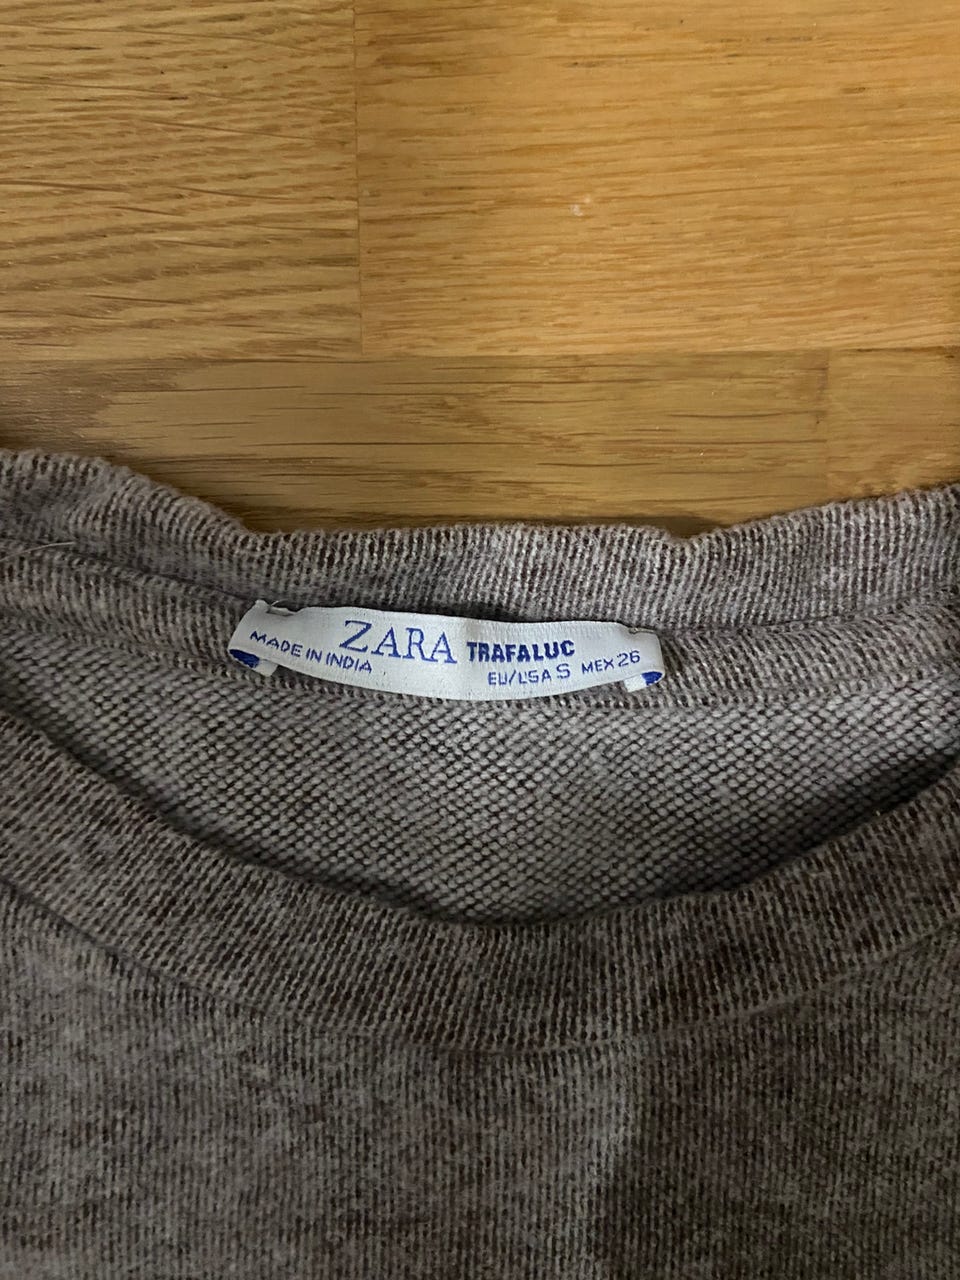 ZARA TRAFALUC
MADE IN INDIA EU/USA S MEX 26